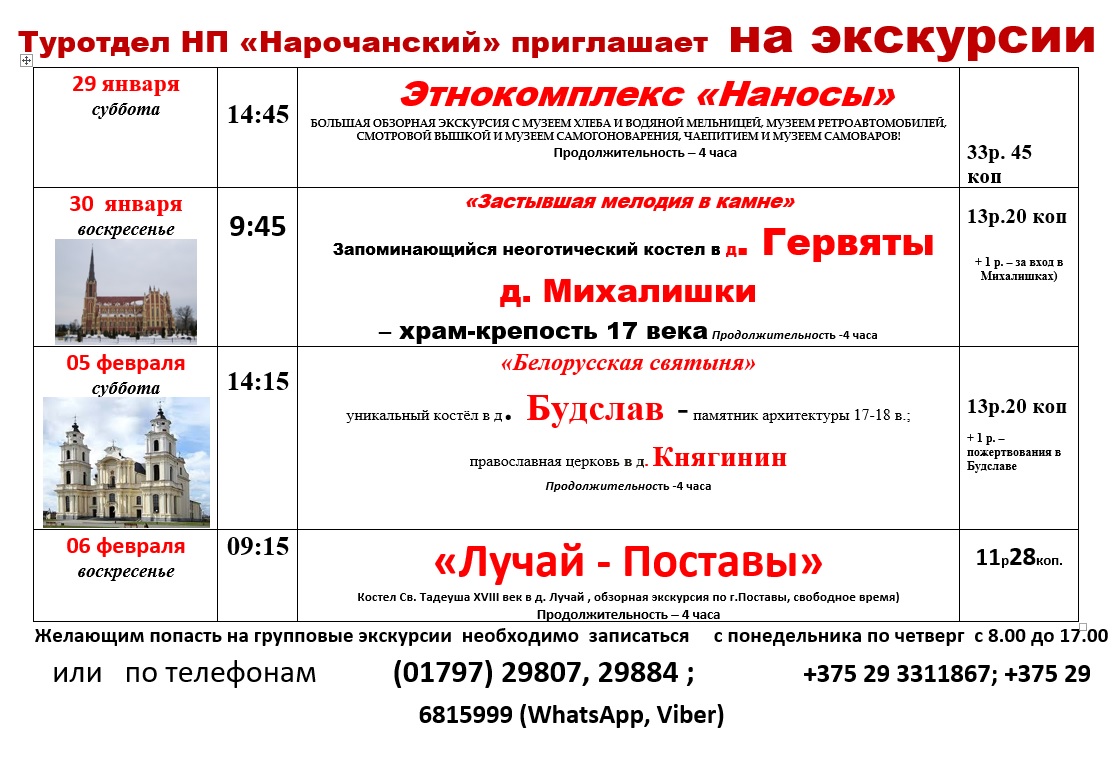 Туротдел НП «Нарочанский» приглашает на экскурсии
29 января
суббота
14:45
Этнокомплекс «Наносы»
БОЛЬШАЯ ОБЗОРНАЯ ЭКСКУРСИЯ С МУЗЕЕМ ХЛЕБА И ВОДЯНОЙ МЕЛЬНИЦЕЙ, МУЗЕЕМ РЕТРОАВТОМОБИЛЕЙ,
СМОТРОВОЙ ВЫШКОЙ И МУЗЕЕМ САМОГОНОВАРЕНИЯ, ЧАЕПИТИЕМ И МУЗЕЕМ САМОВАРОВ!
Продолжительность – 4 часа
33р. 45
коп
30 января
воскресенье
9:45
«Застывшая мелодия в камне»
Запоминающийся неоготический костел в д. Гервяты
д. Михалишки
– храм-крепость 17 века Продолжительность -4 часа
13р.20 коп
+ 1 р. – за вход в
Михалишках)
05 февраля
суббота
14:15
«Белорусская святыня»
уникальный костёл в д. Будслав - памятник архитектуры 17-18 в.;
православная церковь в д. Княгинин
Продолжительность -4 часа
13р.20 коп
+ 1 р. –
пожертвования в
Будславе
06 февраля
воскресенье
09:15
«Лучай - Поставы»
Костел Св. Тадеуша XVIII век в д. Лучай , обзорная экскурсия по г.Поставы, свободное время)
Продолжительность – 4 часа
11р28коп.
Желающим попасть на групповые экскурсии необходимо записаться с понедельника по четверг с 8.00 до 17.00
или по телефонам (01797) 29807, 29884 ; +375 29 3311867; +375 29
6815999 (WhatsApp, Viber)